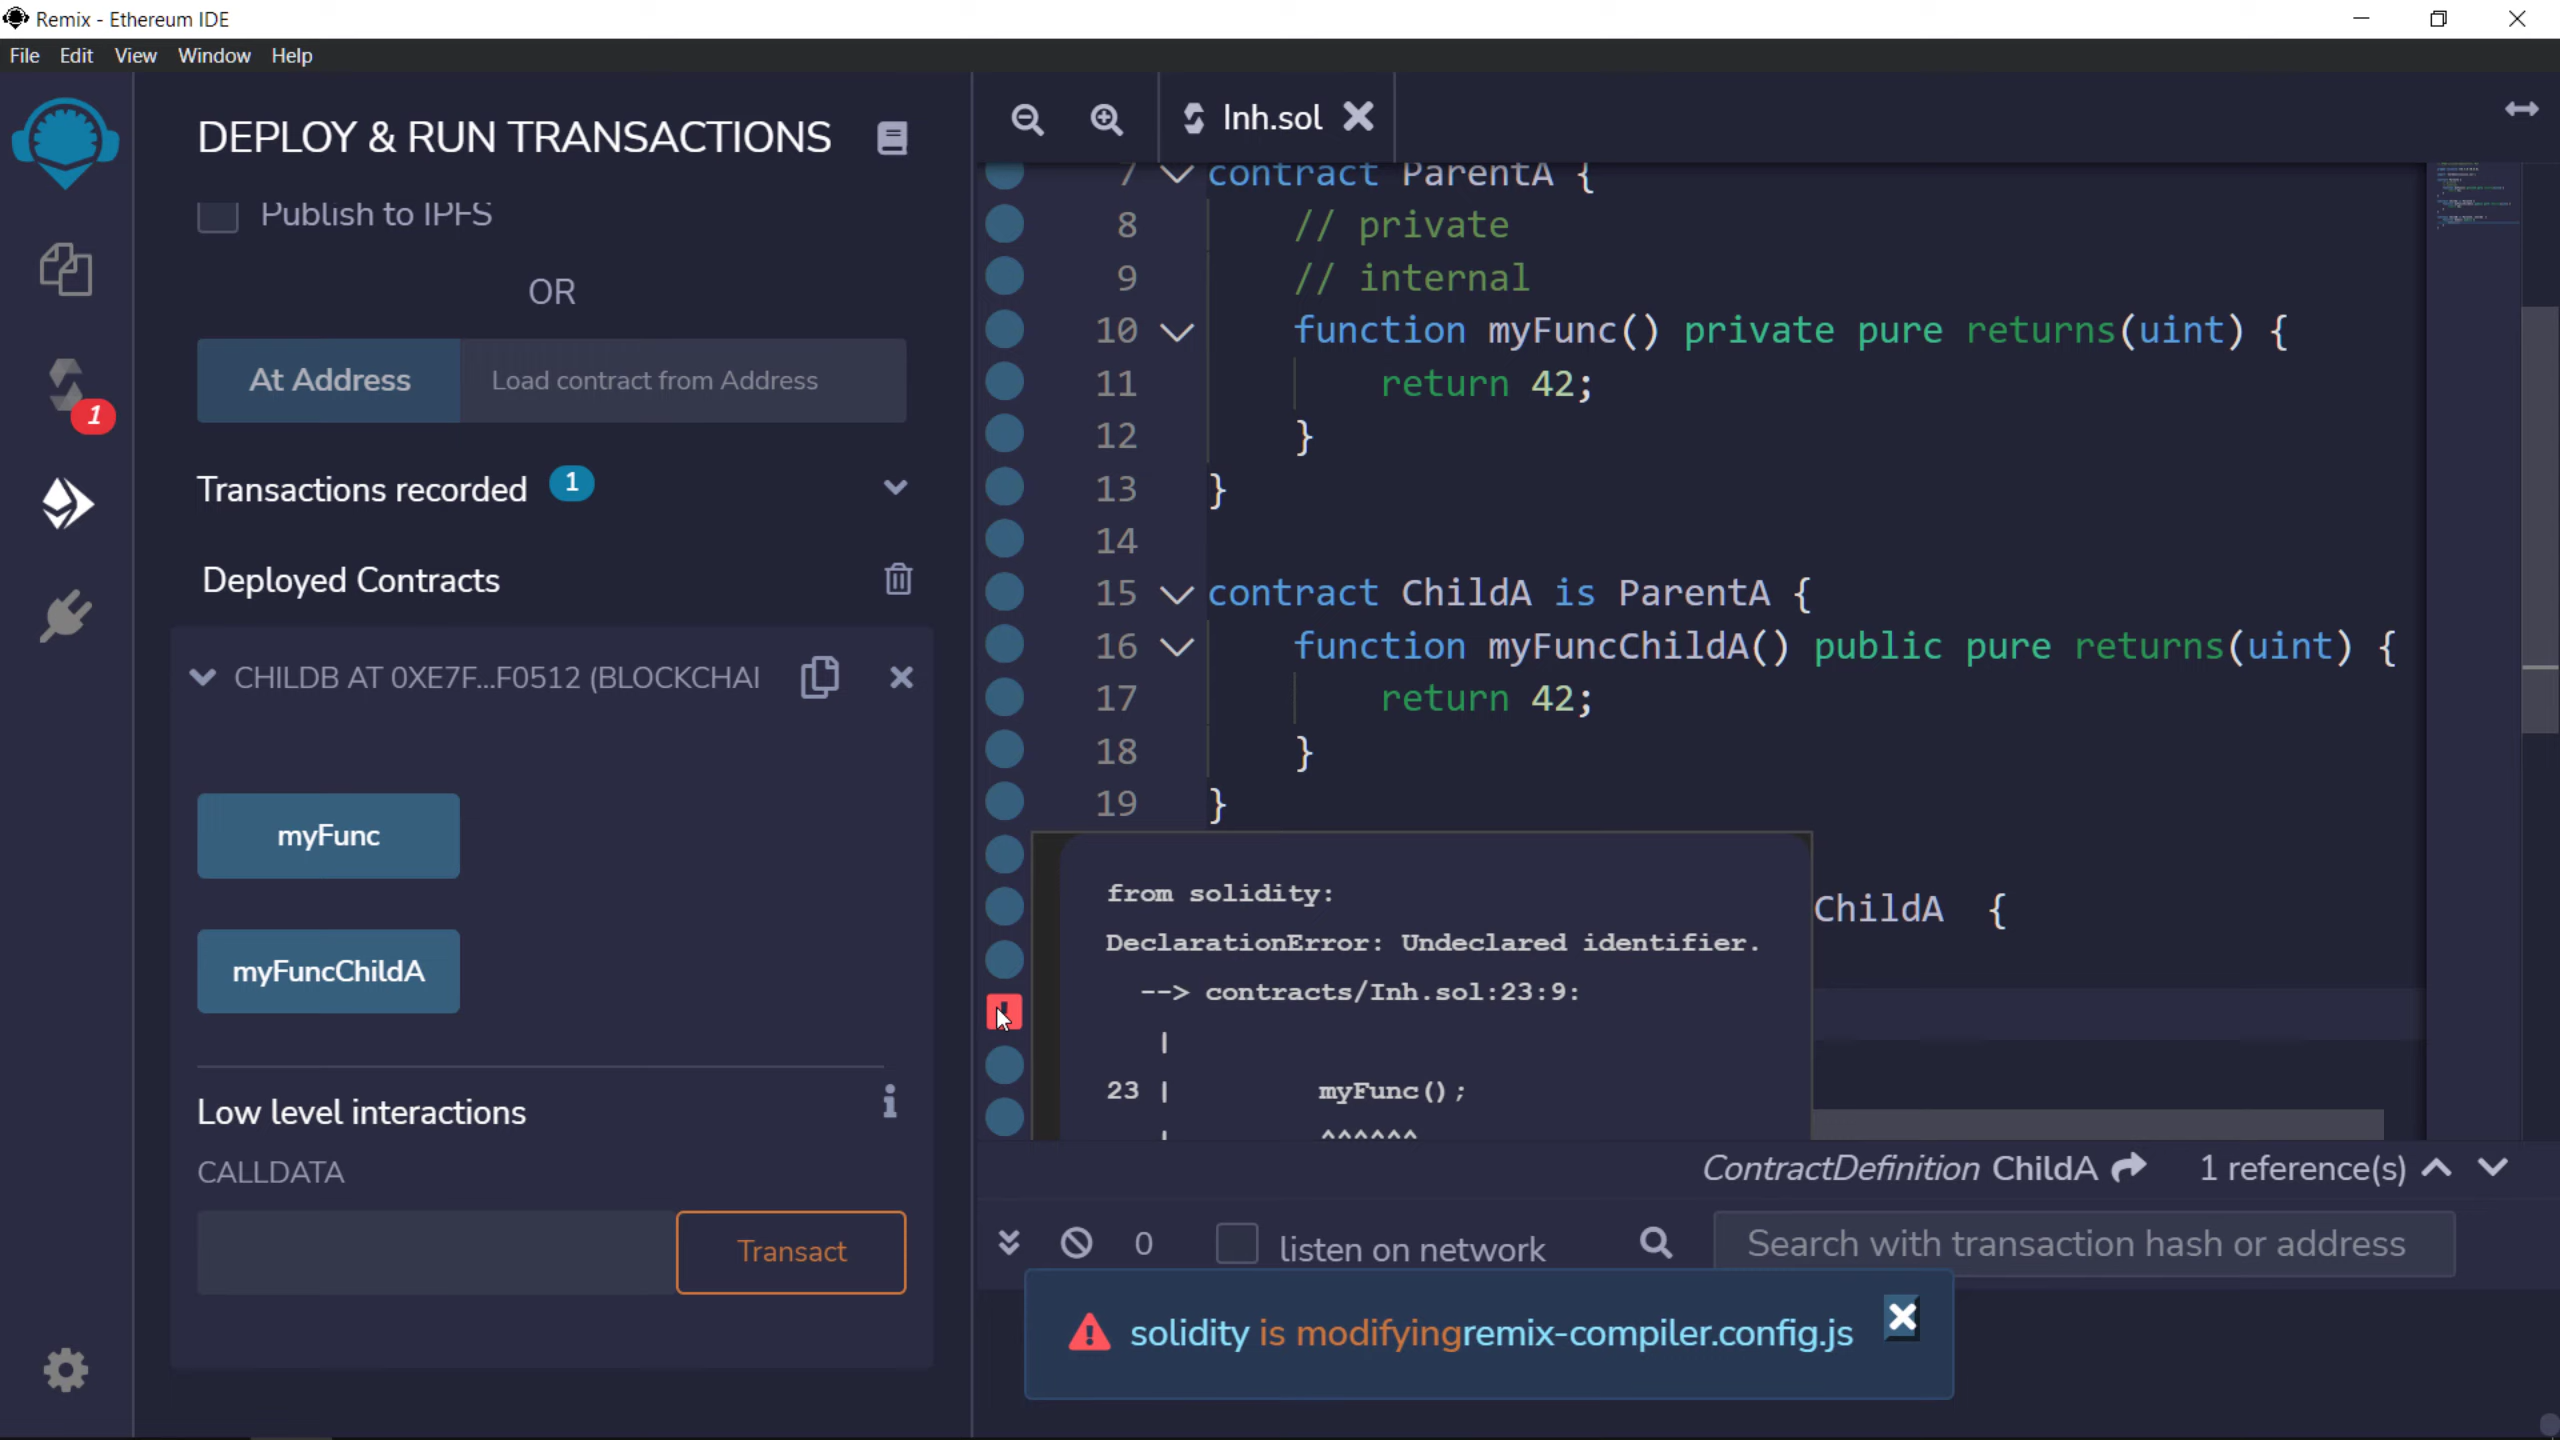 Remix - Ethereum IDE
File Edit View Window Help
DEPLOY & RUN TRANSACTIONS
Publish to IPFS
OR
At Address
Load contract from Address
1
Transactions recorded 1
Deployed Contracts
CHILDB AT 0XE7F...F0512 (BLOCKCHAI
myFunc
myFuncChildA
Low level interactions
i
CALLDATA
Transact
Inh.sol
7 contract ParentA {
8 // private
9 // internal
10 function myFunc() private pure returns(uint) {
11 return 42;
12 }
13 }
14
15 contract ChildA is ParentA {
16 function myFuncChildA() public pure returns(uint) {
17 return 42;
18 }
19 }
ChildA {
from solidity:
DeclarationError: Undeclared identifier.
--> contracts/Inh.sol:23:9:
|
23 | myFunc();
| ^^^^^^
ContractDefinition ChildA 1 reference(s)
0 listen on network Search with transaction hash or address
solidity is modifyingremix-compiler.config.js